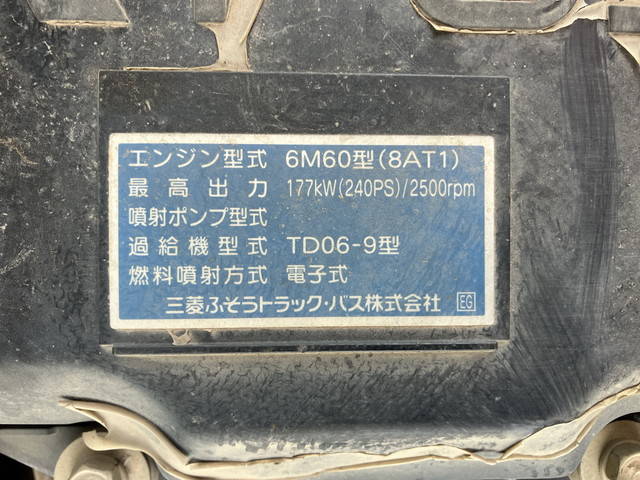 エンジン型式 6M60型(8AT1)
最高出力 177kW(240PS)/2500rpm
噴射ポンプ型式
過給機型式 TD06-9型
燃料噴射方式 電子式
三菱ふそうトラック・バス株式会社 EG